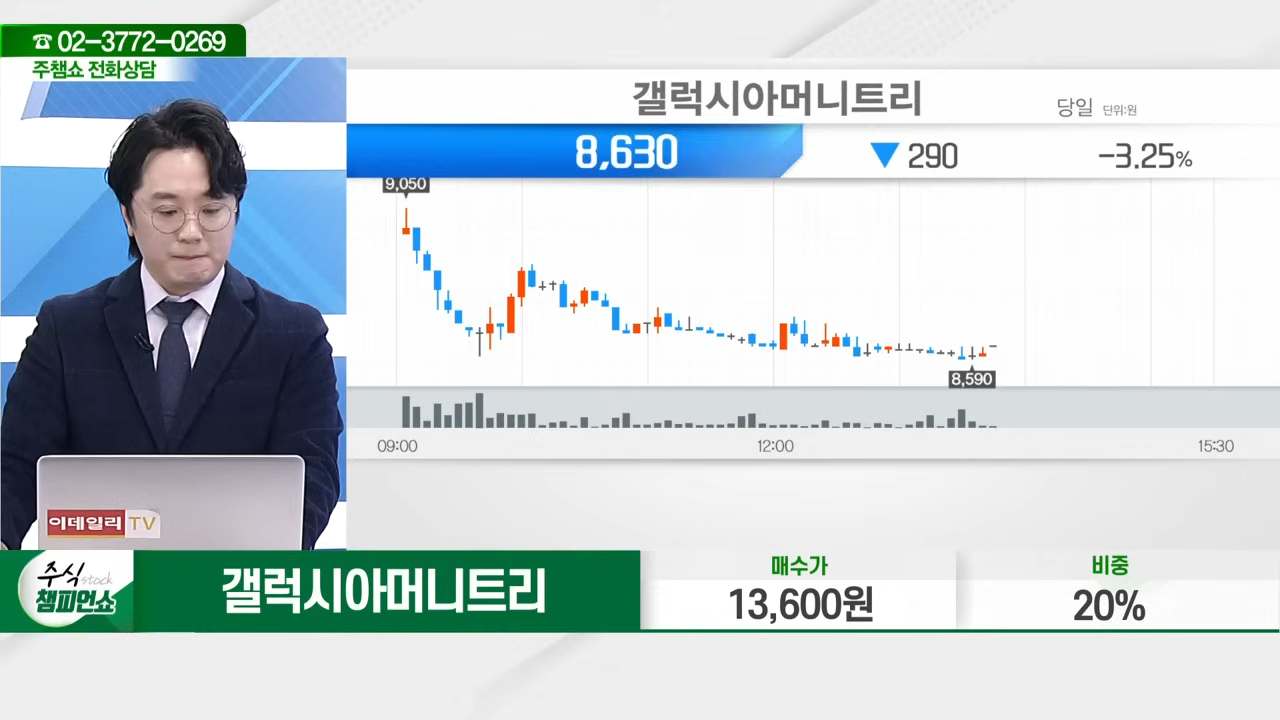 ☎ 02-3772-0269
주챔쇼 전화상담
갤럭시아머니트리
당일 단위:원
8,630 ▼ 290 -3.25%
9,050
8,590
09:00 12:00 15:30
이데일리 TV
주식 stock
챔피언쇼
갤럭시아머니트리
매수가
13,600원
비중
20%